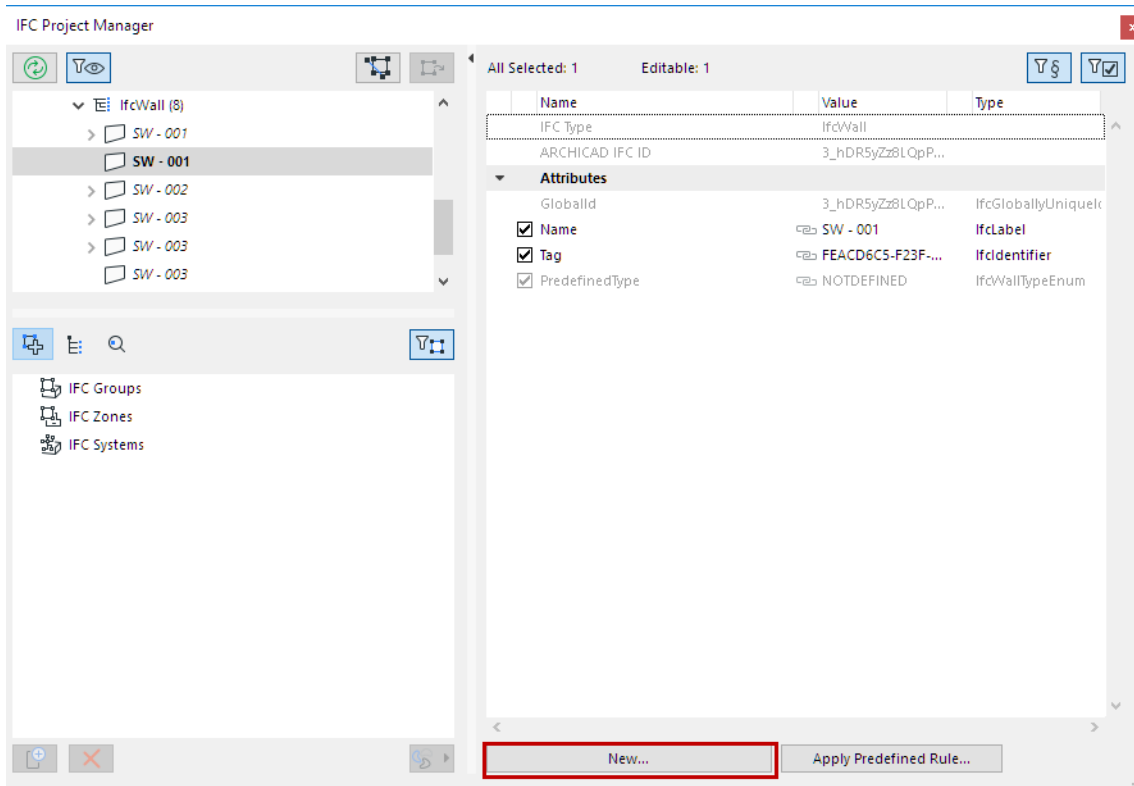 IFC Project Manager
All Selected: 1 Editable: 1
IfcWall (8)
SW - 001
SW - 001
SW - 002
SW - 003
SW - 003
SW - 003
IFC Groups
IFC Zones
IFC Systems
Name Value Type
IFC Type IfcWall
ARCHICAD IFC ID 3_hDR5yZz8LQpP...
Attributes
GlobalId 3_hDR5yZz8LQpP... IfcGloballyUniqueId
Name SW - 001 IfcLabel
Tag FEACD6C5-F23F-... IfcIdentifier
PredefinedType NOTDEFINED IfcWallTypeEnum
New... Apply Predefined Rule...